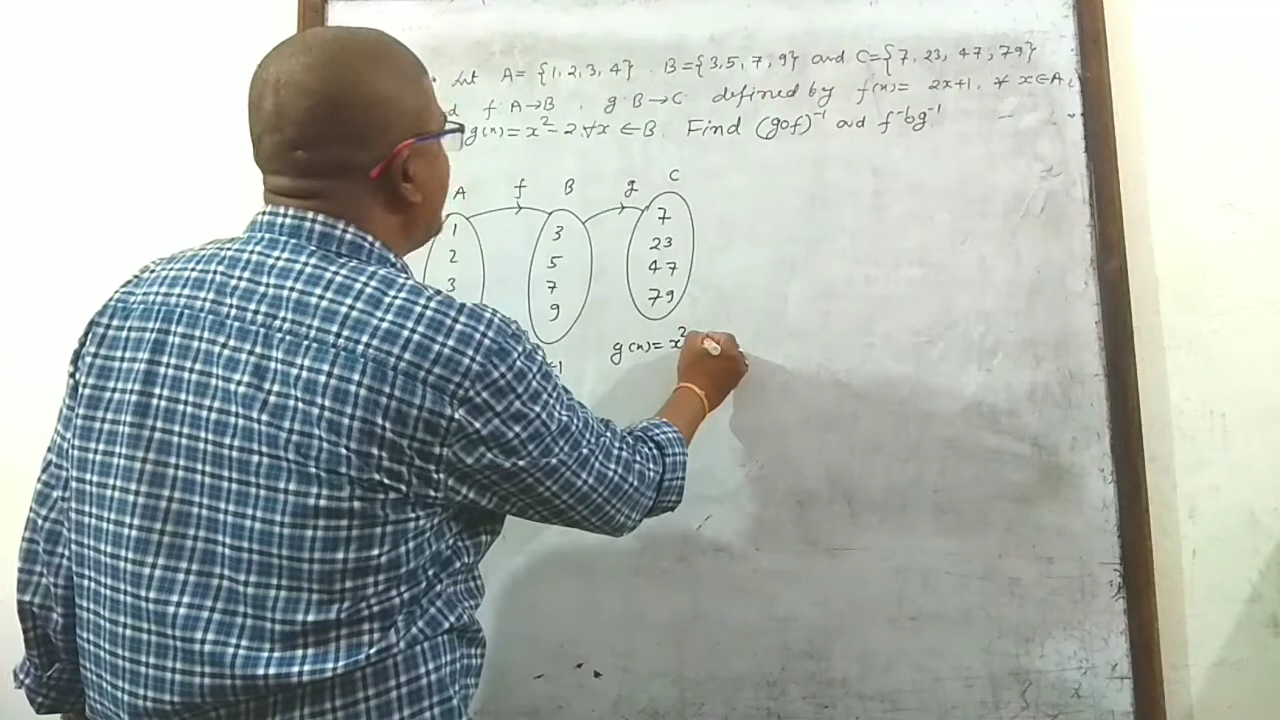 Let A = {1, 2, 3, 4} . B = {3, 5, 7, 9} and C = {7, 23, 47, 79}
f: A→B , g: B→C defined by f(x) = 2x+1, ∀ x∈A,
g(x) = x² - 2 ∀x ∈ B. Find (gof)⁻¹ and f⁻¹og⁻¹
A f B g C
1 3 7
2 5 23
3 7 47
9 79
g(x) = x²